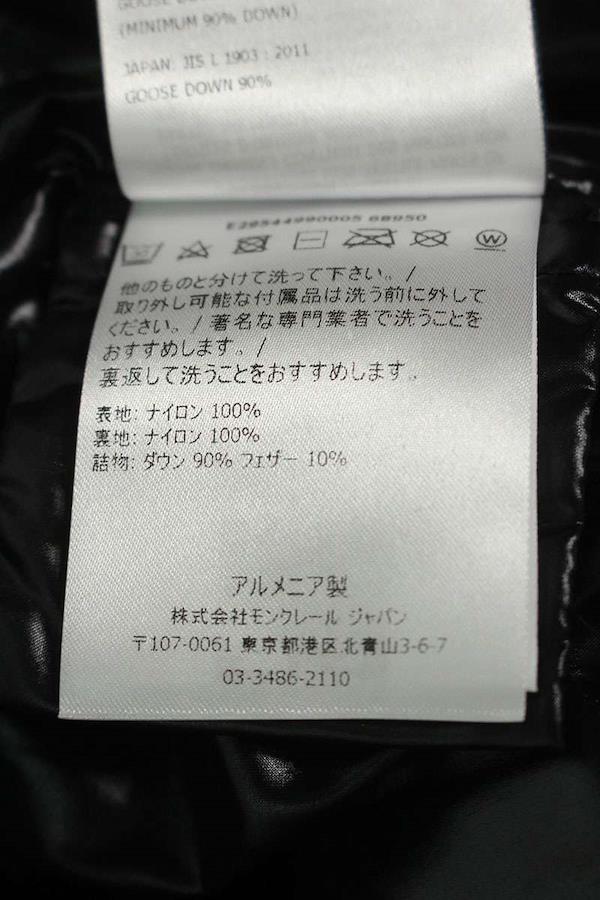 GOOSE DOWN
(MINIMUM 90% DOWN)
JAPAN: JIS L 1903 : 2011
GOOSE DOWN 90%
E28544990005 68950
W
他のものと分けて洗って下さい。/
取り外し可能な付属品は洗う前に外して
ください。/ 著名な専門業者で洗うことを
おすすめします。/
裏返して洗うことをおすすめします。
表地: ナイロン 100%
裏地: ナイロン 100%
詰物: ダウン 90% フェザー 10%
アルメニア製
株式会社モンクレール ジャパン
〒107-0061 東京都港区北青山3-6-7
03-3486-2110